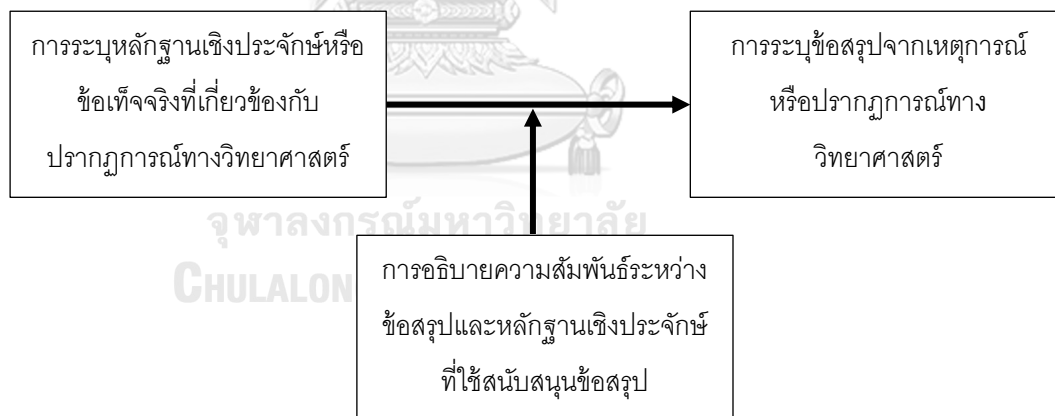 การระบุหลักฐานเชิงประจักษ์หรือ
ข้อเท็จจริงที่เกี่ยวข้องกับ
ปรากฏการณ์ทางวิทยาศาสตร์
การระบุข้อสรุปจากเหตุการณ์
หรือปรากฏการณ์ทาง
วิทยาศาสตร์
จุฬาลงกรณ์มหาวิทยาลัย
CHULALON
การอธิบายความสัมพันธ์ระหว่าง
ข้อสรุปและหลักฐานเชิงประจักษ์
ที่ใช้สนับสนุนข้อสรุป